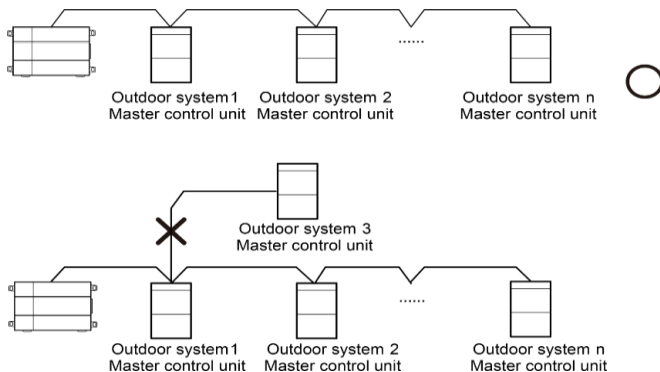 ......
Outdoor system1 Outdoor system 2 Outdoor system n
Master control unit Master control unit Master control unit
Outdoor system 3
Master control unit
......
Outdoor system1 Outdoor system 2 Outdoor system n
Master control unit Master control unit Master control unit